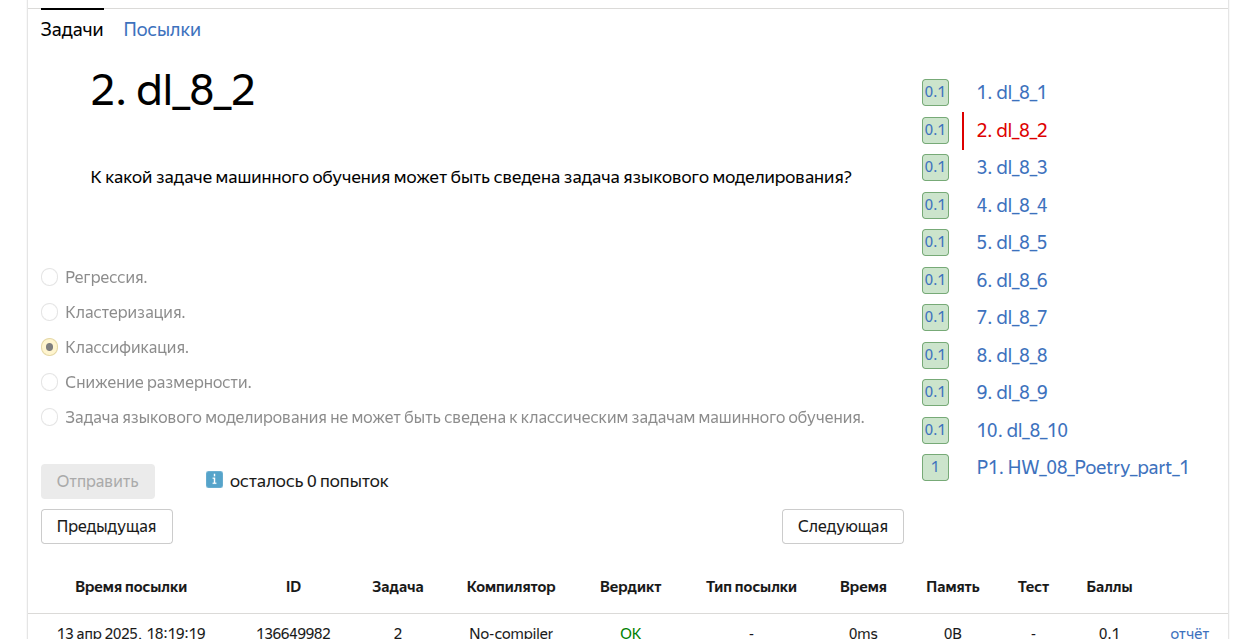 Задачи Посылки
2. dl_8_2
К какой задаче машинного обучения может быть сведена задача языкового моделирования?
Регрессия.
Кластеризация.
Классификация.
Снижение размерности.
Задача языкового моделирования не может быть сведена к классическим задачам машинного обучения.
Отправить
i осталось 0 попыток
Предыдущая
Следующая
0.1 1. dl_8_1
0.1 2. dl_8_2
0.1 3. dl_8_3
0.1 4. dl_8_4
0.1 5. dl_8_5
0.1 6. dl_8_6
0.1 7. dl_8_7
0.1 8. dl_8_8
0.1 9. dl_8_9
0.1 10. dl_8_10
1 P1. HW_08_Poetry_part_1
Время посылки ID Задача Компилятор Вердикт Тип посылки Время Память Тест Баллы
13 апр 2025, 18:19:19 136649982 2 No-compiler OK - 0ms 0B - 0.1 отчёт